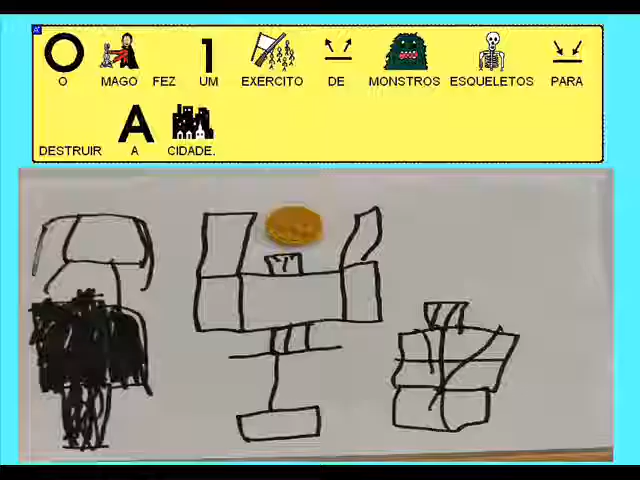 O MAGO FEZ UM EXERCITO DE MONSTROS ESQUELETOS PARA
DESTRUIR A CIDADE.